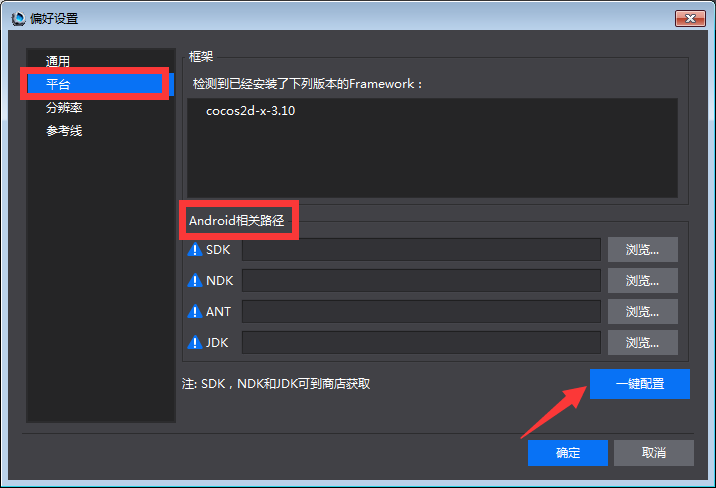 偏好设置
通用
平台
分辨率
参考线
框架
检测到已经安装了下列版本的Framework：
cocos2d-x-3.10
Android相关路径
SDK 浏览...
NDK 浏览...
ANT 浏览...
JDK 浏览...
注: SDK，NDK和JDK可到商店获取
一键配置
确定 取消